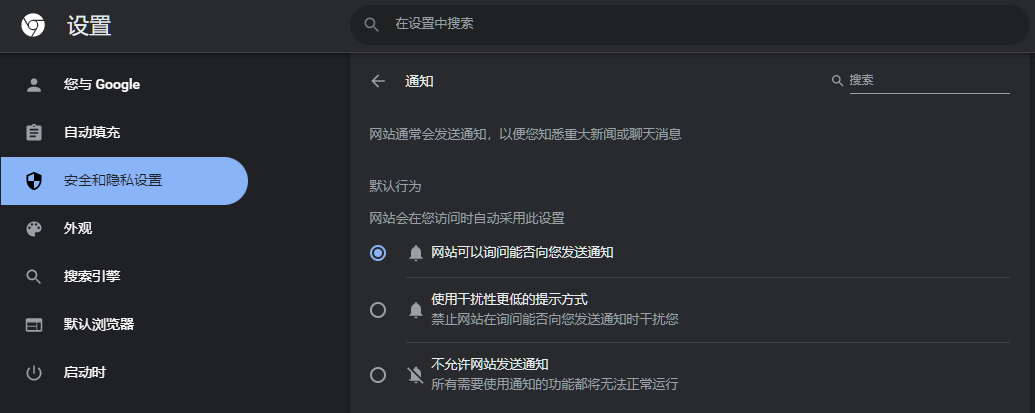 设置
在设置中搜索
您与 Google
自动填充
安全和隐私设置
外观
搜索引擎
默认浏览器
启动时
通知
搜索
网站通常会发送通知，以便您知悉重大新闻或聊天消息
默认行为
网站会在您访问时自动采用此设置
网站可以询问能否向您发送通知
使用干扰性更低的提示方式
禁止网站在询问能否向您发送通知时干扰您
不允许网站发送通知
所有需要使用通知的功能都将无法正常运行